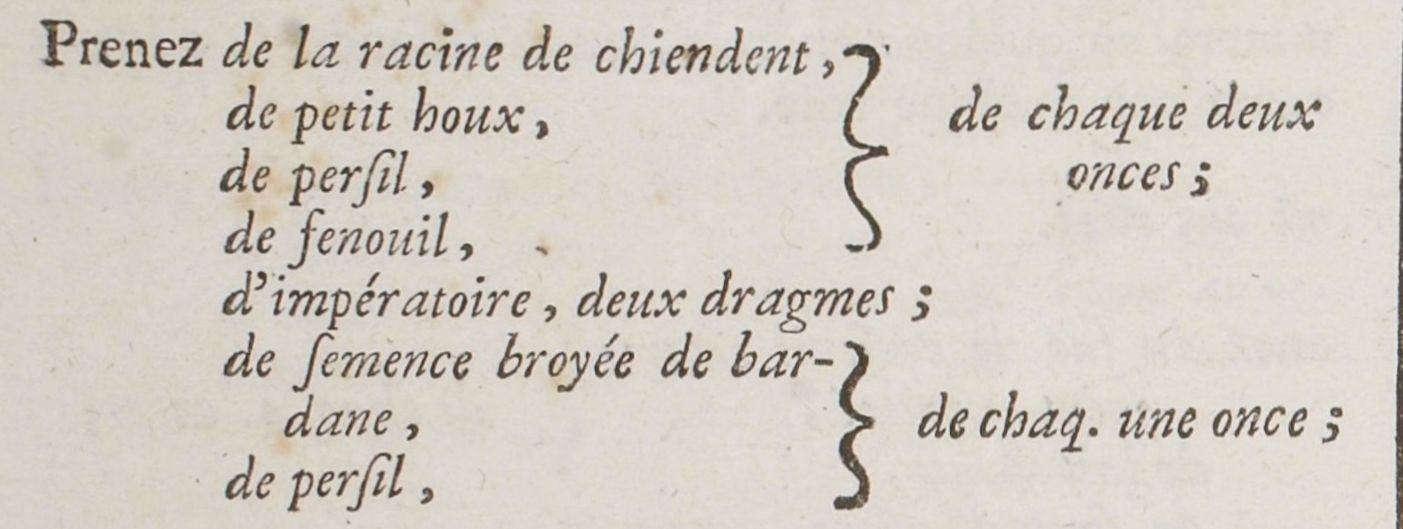 Prenez de la racine de chiendent,
de petit houx,
de perſil,
de fenouil,
de chaque deux
onces ;
d'impératoire, deux dragmes ;
de ſemence broyée de bar-
dane,
de perſil,
de chaq. une once ;